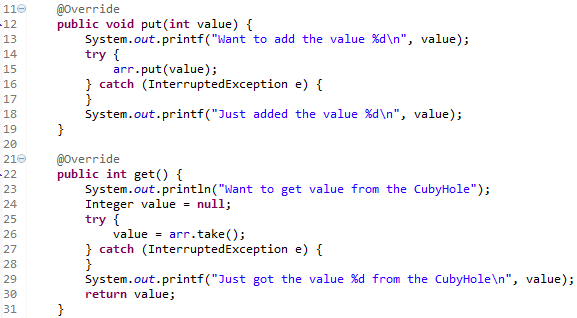 11 @Override
12 public void put(int value) {
13 System.out.printf("Want to add the value %d\n", value);
14 try {
15 arr.put(value);
16 } catch (InterruptedException e) {
17 }
18 System.out.printf("Just added the value %d\n", value);
19 }
20
21 @Override
22 public int get() {
23 System.out.println("Want to get value from the CubyHole");
24 Integer value = null;
25 try {
26 value = arr.take();
27 } catch (InterruptedException e) {
28 }
29 System.out.printf("Just got the value %d from the CubyHole\n", value);
30 return value;
31 }